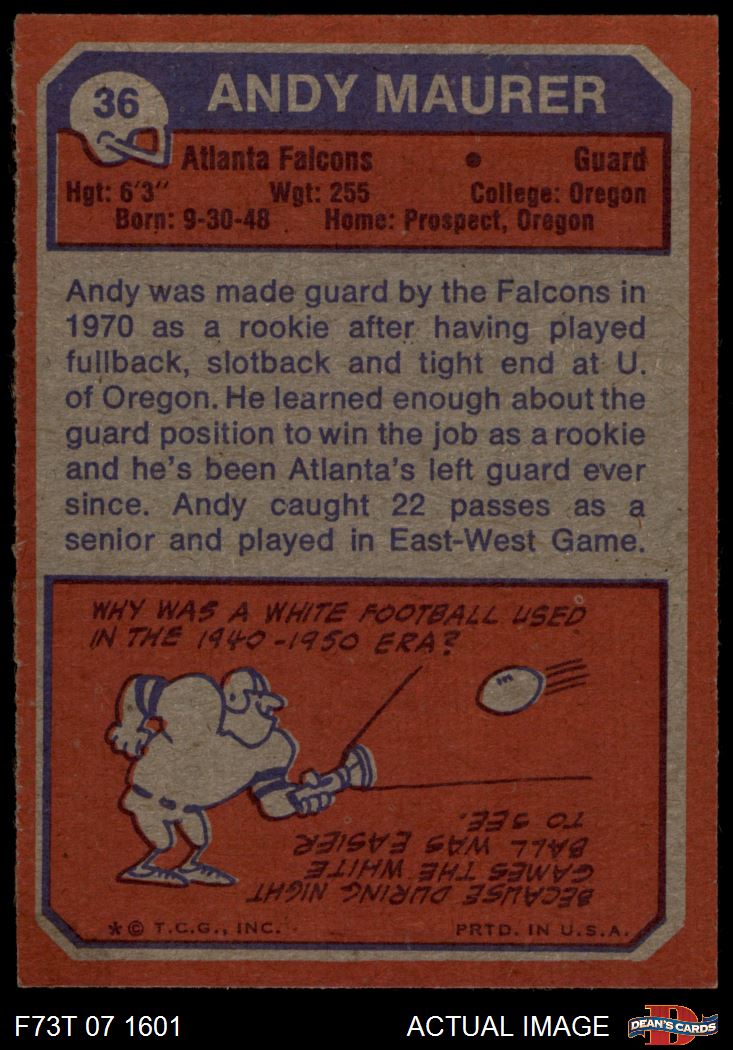 36
ANDY MAURER
Atlanta Falcons • Guard
Hgt: 6'3" Wgt: 255 College: Oregon
Born: 9-30-48 Home: Prospect, Oregon
Andy was made guard by the Falcons in
1970 as a rookie after having played
fullback, slotback and tight end at U.
of Oregon. He learned enough about the
guard position to win the job as a rookie
and he's been Atlanta's left guard ever
since. Andy caught 22 passes as a
senior and played in East-West Game.
WHY WAS A WHITE FOOTBALL USED
IN THE 1940-1950 ERA?
BECAUSE DURING NIGHT
GAMES THE WHITE
BALL WAS EASIER
TO SEE.
* © T.C.G., INC. PRTD. IN U.S.A.
F73T 07 1601 ACTUAL IMAGE
D
DEAN'S CARDS